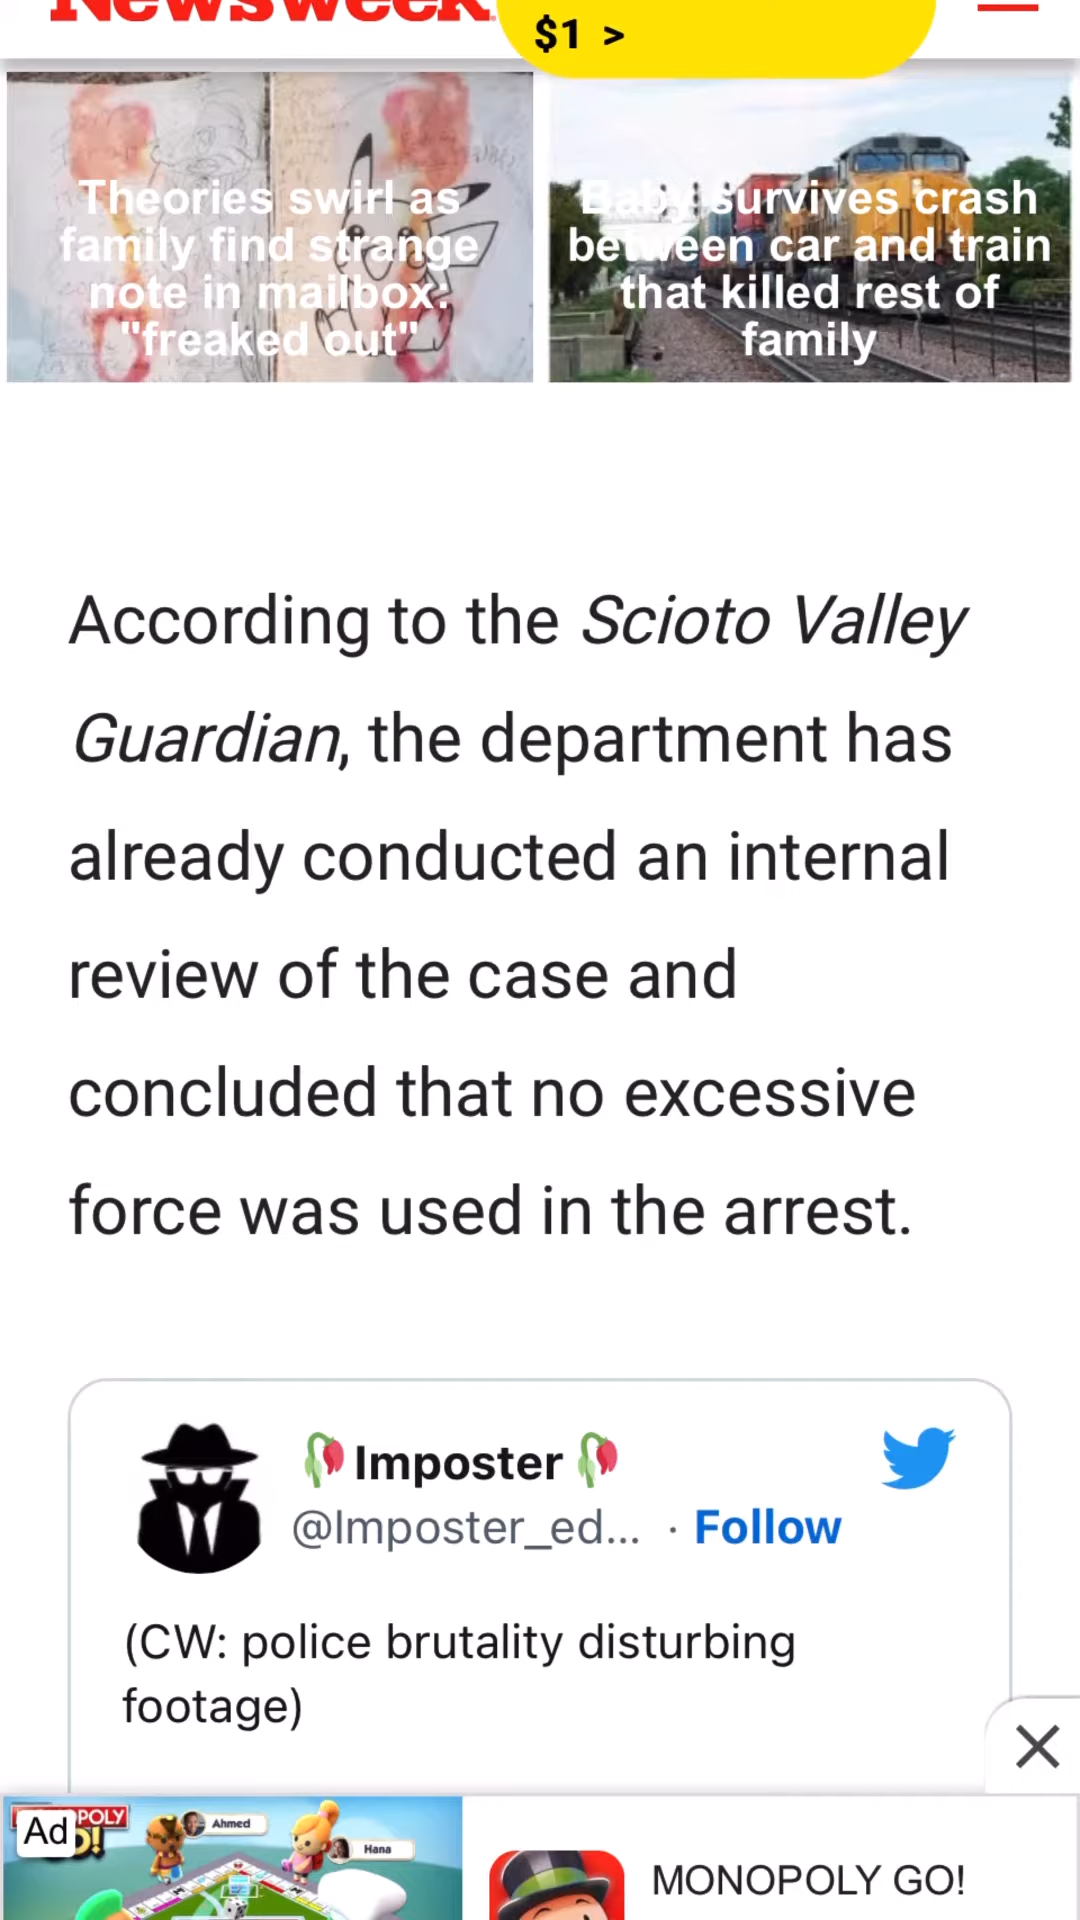 Newsweek
$1 >
Theories swirl as
family find strange
note in mailbox:
"freaked out"
Baby survives crash
between car and train
that killed rest of
family
According to the Scioto Valley
Guardian, the department has
already conducted an internal
review of the case and
concluded that no excessive
force was used in the arrest.
Imposter
@Imposter_ed... · Follow
(CW: police brutality disturbing
footage)
Ad
POLY
O!
Ahmed
Hana
MONOPOLY GO!